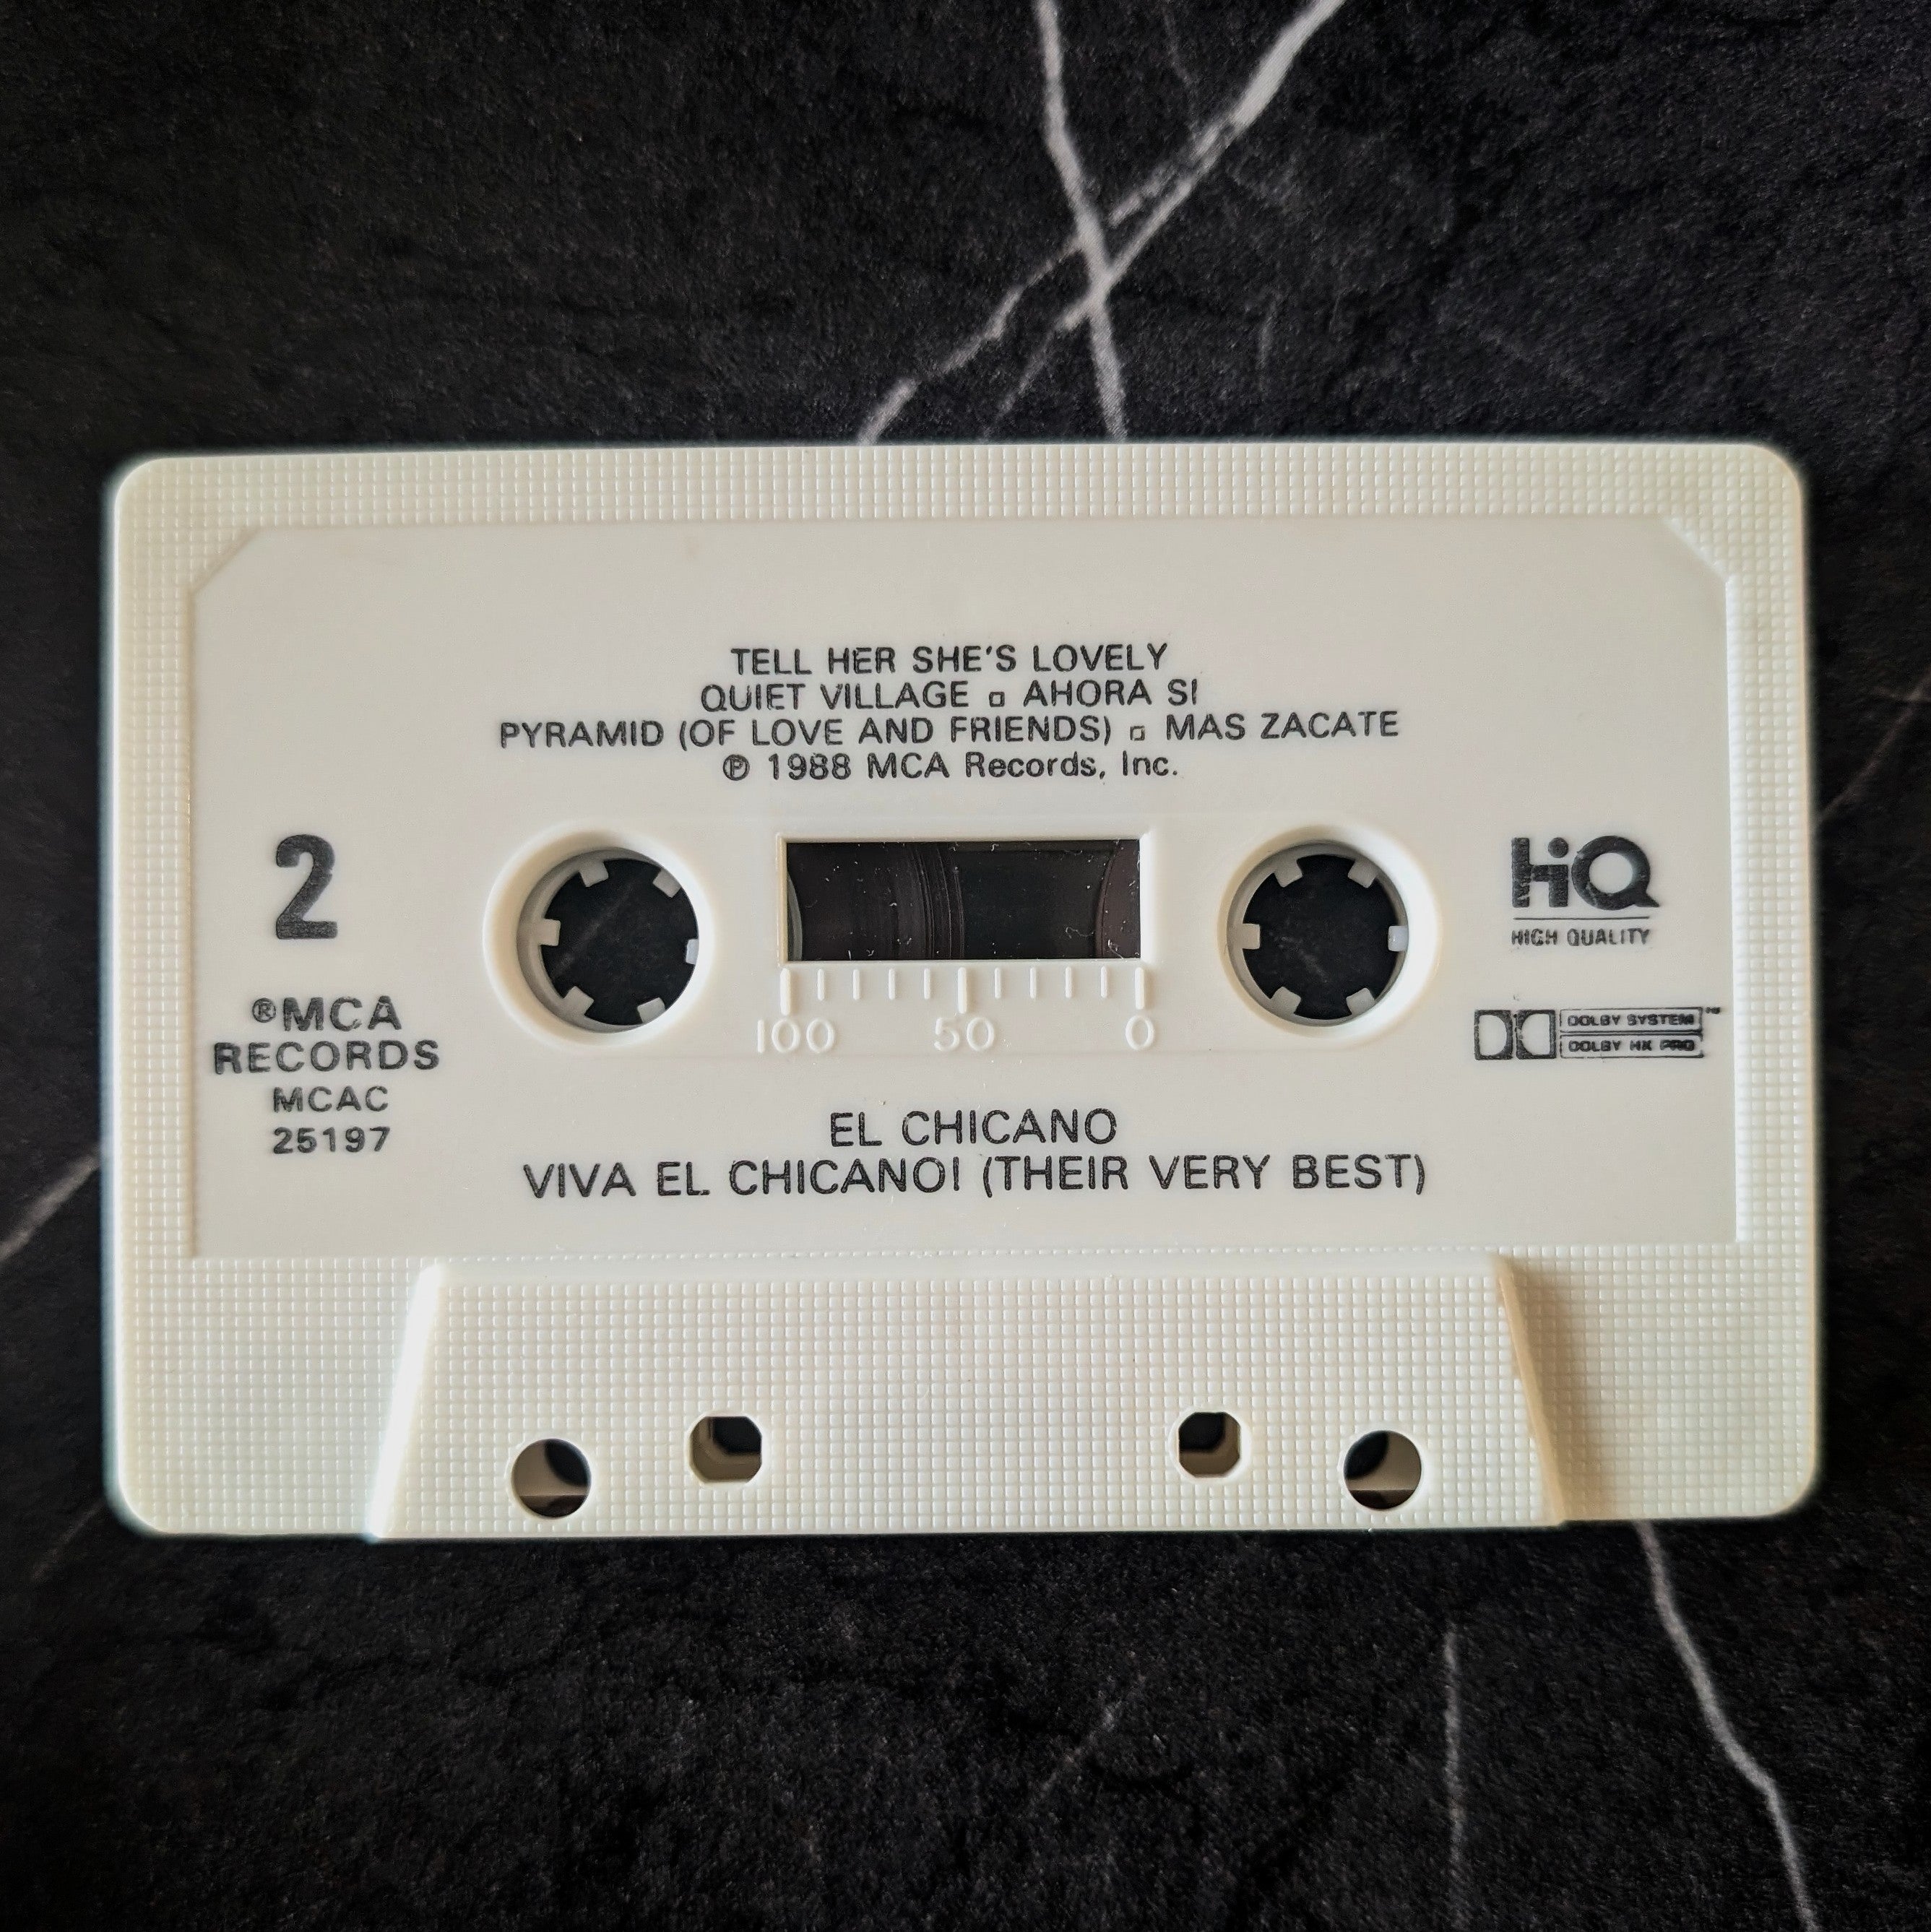 TELL HER SHE'S LOVELY
QUIET VILLAGE ▫ AHORA SI
PYRAMID (OF LOVE AND FRIENDS) ▫ MAS ZACATE
℗ 1988 MCA Records, Inc.
2
HiQ
HIGH QUALITY
®MCA
RECORDS
MCAC
25197
100 50 0
DOLBY SYSTEM™
DOLBY HX PRO
EL CHICANO
VIVA EL CHICANO! (THEIR VERY BEST)